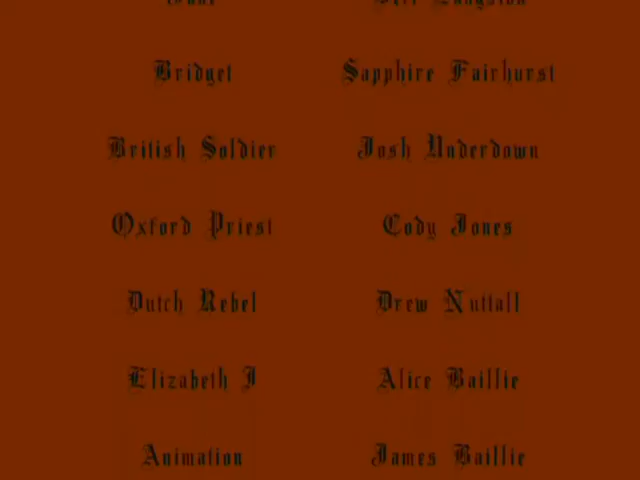 Bridget Sapphire Fairhurst
British Soldier Josh Underdown
Oxford Priest Cody Jones
Dutch Rebel Drew Nuttall
Elizabeth I Alice Baillie
Animation James Baillie